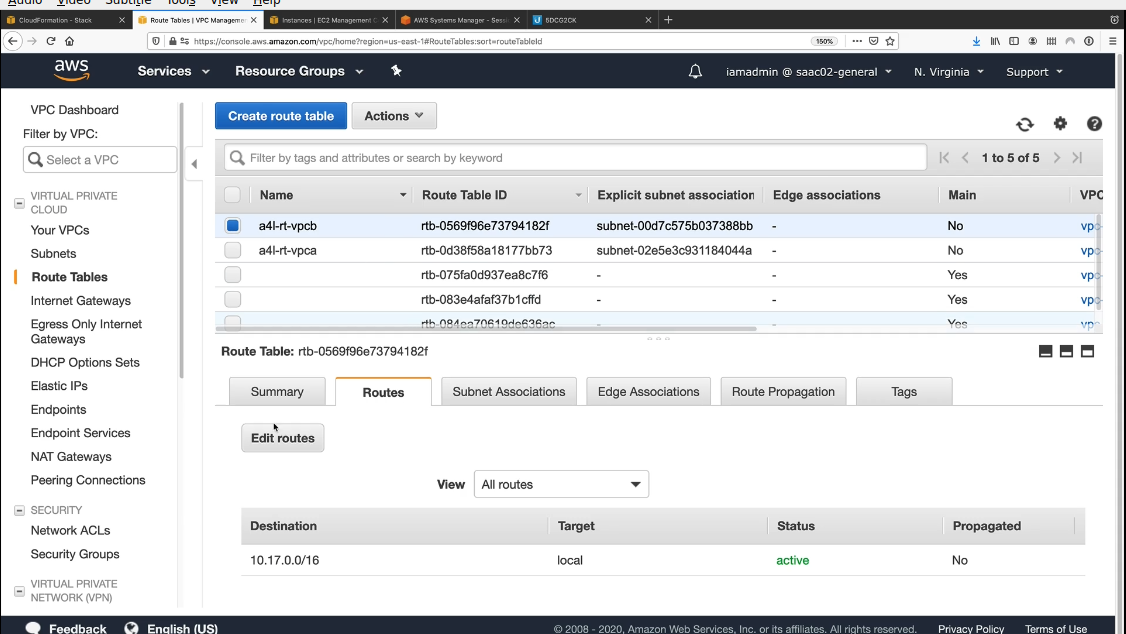 Audio Video Subtitle Tools View Help
CloudFormation - Stack
Route Tables | VPC Managemen
Instances | EC2 Management C
AWS Systems Manager - Sessio
6DCG2CK
https://console.aws.amazon.com/vpc/home?region=us-east-1#RouteTables:sort=routeTableId
150%
aws
Services
Resource Groups
iamadmin @ saac02-general
N. Virginia
Support
VPC Dashboard
Filter by VPC:
Select a VPC
VIRTUAL PRIVATE
CLOUD
Your VPCs
Subnets
Route Tables
Internet Gateways
Egress Only Internet
Gateways
DHCP Options Sets
Elastic IPs
Endpoints
Endpoint Services
NAT Gateways
Peering Connections
SECURITY
Network ACLs
Security Groups
VIRTUAL PRIVATE
NETWORK (VPN)
Create route table
Actions
Filter by tags and attributes or search by keyword
1 to 5 of 5
Name Route Table ID Explicit subnet association Edge associations Main VPC
a4l-rt-vpcb rtb-0569f96e73794182f subnet-00d7c575b037388bb - No vpc-
a4l-rt-vpca rtb-0d38f58a18177bb73 subnet-02e5e3c931184044a - No vpc-
rtb-075fa0d937ea8c7f6 - - Yes vpc-
rtb-083e4afaf37b1cffd - - Yes vpc-
rtb-084ea70619de636ac - - Yes vpc-
Route Table: rtb-0569f96e73794182f
Summary
Routes
Subnet Associations
Edge Associations
Route Propagation
Tags
Edit routes
View All routes
Destination Target Status Propagated
10.17.0.0/16 local active No
Feedback
English (US)
© 2008 - 2020, Amazon Web Services, Inc. or its affiliates. All rights reserved.
Privacy Policy
Terms of Use